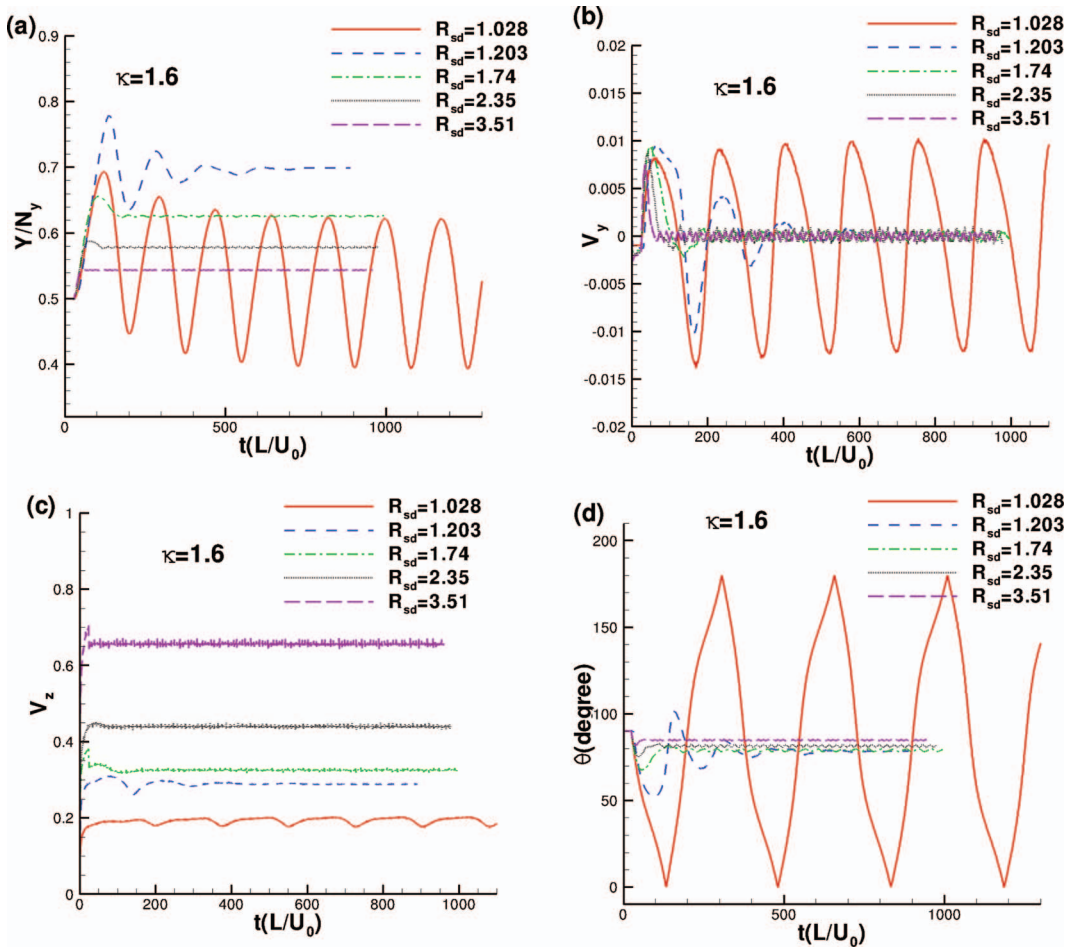 (a)
0.9
0.8
0.7
0.6
0.5
0.4
Y/N_y
κ=1.6
R_sd=1.028
R_sd=1.203
R_sd=1.74
R_sd=2.35
R_sd=3.51
0
500
1000
t(L/U_0)
(b)
0.02
0.015
0.01
0.005
0
-0.005
-0.01
-0.015
-0.02
V_y
κ=1.6
R_sd=1.028
R_sd=1.203
R_sd=1.74
R_sd=2.35
R_sd=3.51
0
200
400
600
800
1000
t(L/U_0)
(c)
1
0.8
0.6
0.4
0.2
0
V_z
κ=1.6
R_sd=1.028
R_sd=1.203
R_sd=1.74
R_sd=2.35
R_sd=3.51
0
200
400
600
800
1000
t(L/U_0)
(d)
200
150
100
50
0
θ(degree)
κ=1.6
R_sd=1.028
R_sd=1.203
R_sd=1.74
R_sd=2.35
R_sd=3.51
0
500
1000
t(L/U_0)